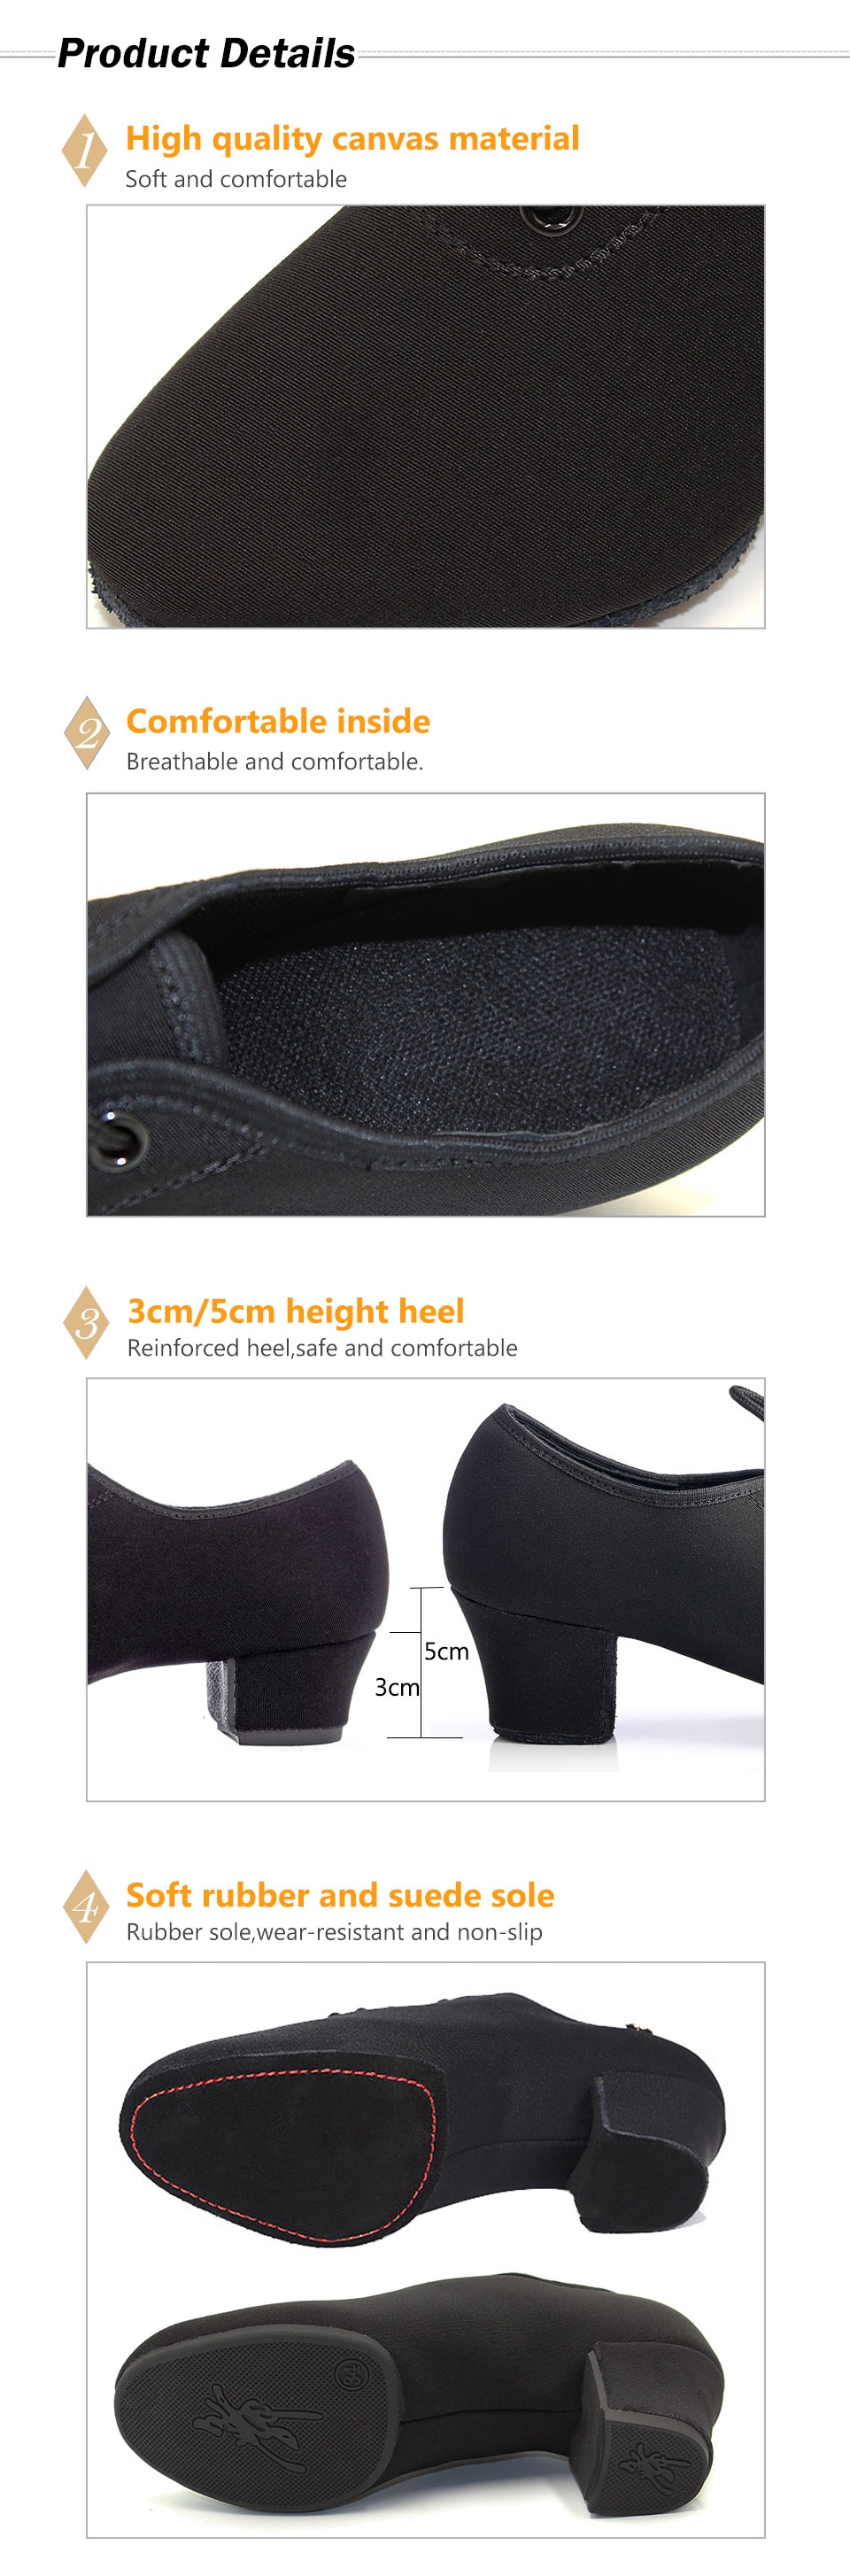 Product Details
1
High quality canvas material
Soft and comfortable
2
Comfortable inside
Breathable and comfortable.
3
3cm/5cm height heel
Reinforced heel,safe and comfortable
5cm
3cm
4
Soft rubber and suede sole
Rubber sole,wear-resistant and non-slip
34